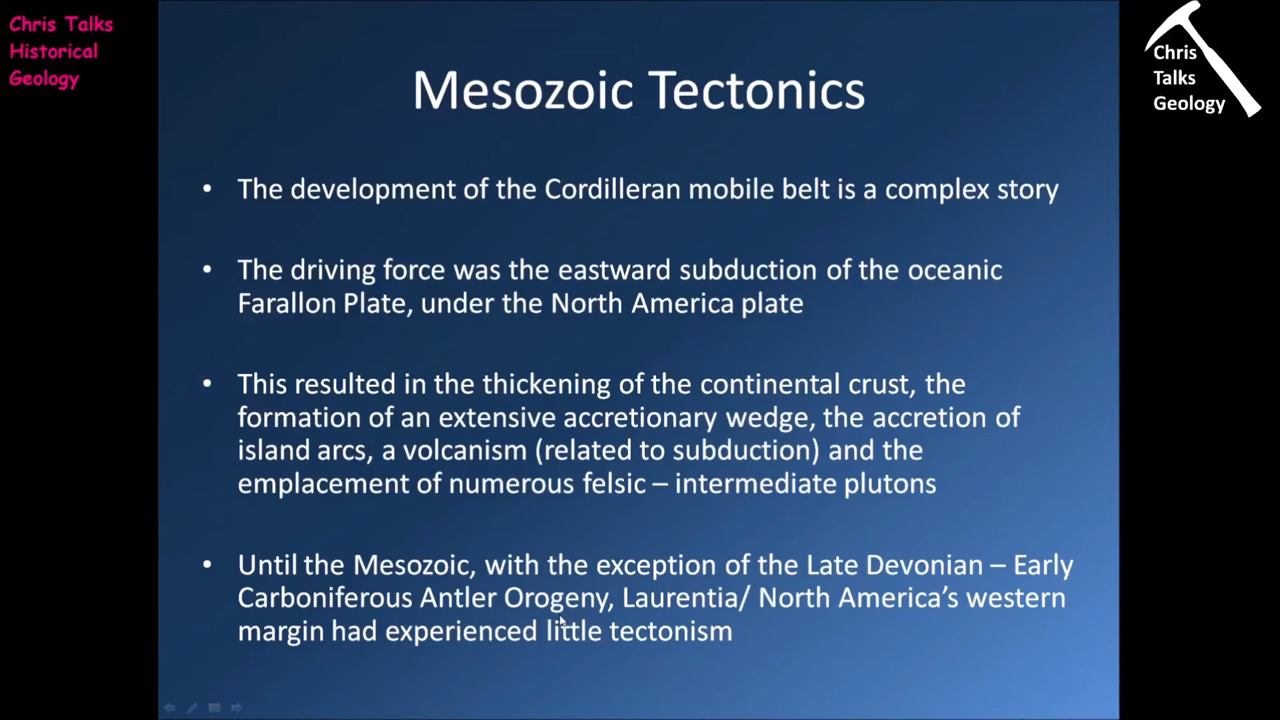 Chris Talks
Historical
Geology
Chris
Talks
Geology
Mesozoic Tectonics
• The development of the Cordilleran mobile belt is a complex story
• The driving force was the eastward subduction of the oceanic
Farallon Plate, under the North America plate
• This resulted in the thickening of the continental crust, the
formation of an extensive accretionary wedge, the accretion of
island arcs, a volcanism (related to subduction) and the
emplacement of numerous felsic – intermediate plutons
• Until the Mesozoic, with the exception of the Late Devonian – Early
Carboniferous Antler Orogeny, Laurentia/ North America’s western
margin had experienced little tectonism